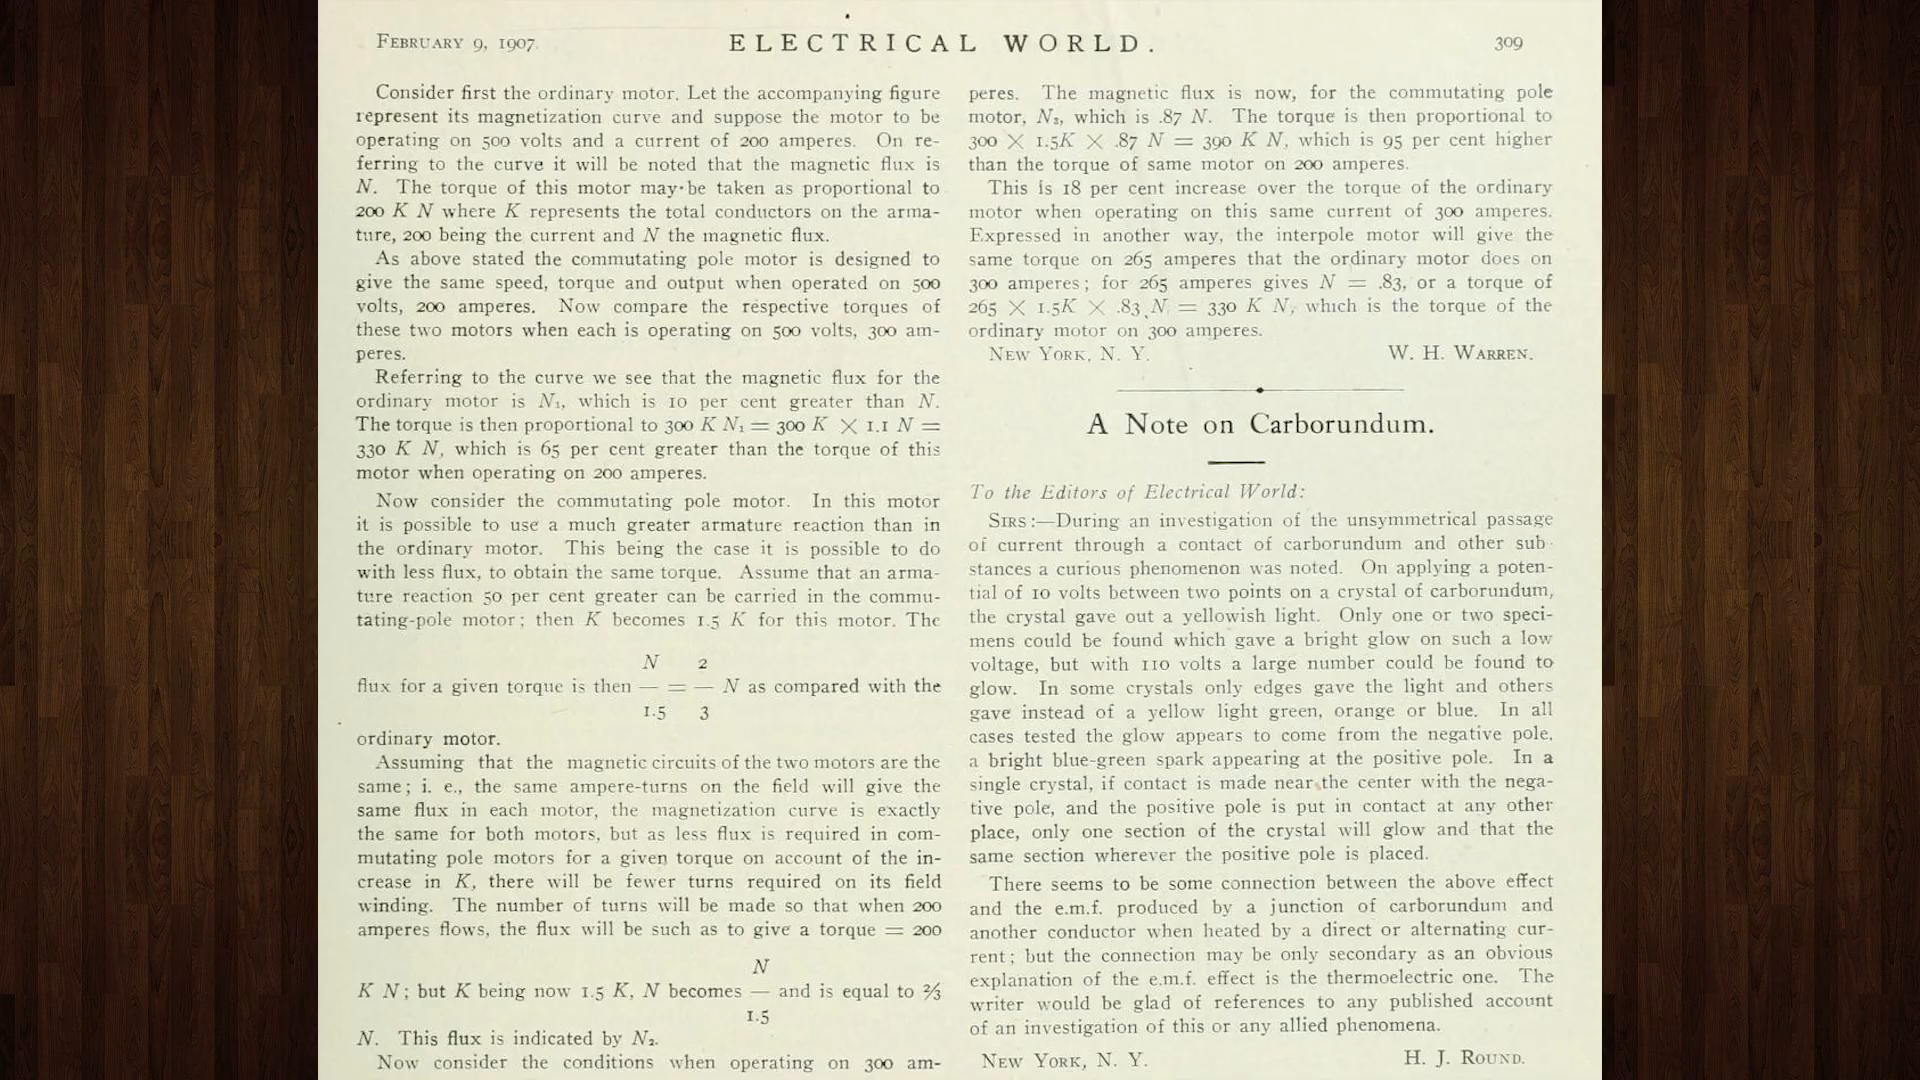 FEBRUARY 9, 1907.
ELECTRICAL WORLD.
309
Consider first the ordinary motor. Let the accompanying figure
represent its magnetization curve and suppose the motor to be
operating on 500 volts and a current of 200 amperes. On re-
ferring to the curve it will be noted that the magnetic flux is
N. The torque of this motor may be taken as proportional to
200 K N where K represents the total conductors on the arma-
ture, 200 being the current and N the magnetic flux.
As above stated the commutating pole motor is designed to
give the same speed, torque and output when operated on 500
volts, 200 amperes. Now compare the respective torques of
these two motors when each is operating on 500 volts, 300 am-
peres.
Referring to the curve we see that the magnetic flux for the
ordinary motor is N₁, which is 10 per cent greater than N.
The torque is then proportional to 300 K N₁ = 300 K × 1.1 N =
330 K N, which is 65 per cent greater than the torque of this
motor when operating on 200 amperes.
Now consider the commutating pole motor. In this motor
it is possible to use a much greater armature reaction than in
the ordinary motor. This being the case it is possible to do
with less flux, to obtain the same torque. Assume that an arma-
ture reaction 50 per cent greater can be carried in the commu-
tating-pole motor; then K becomes 1.5 K for this motor. The
N 2
flux for a given torque is then — = — N as compared with the
1.5 3
ordinary motor.
Assuming that the magnetic circuits of the two motors are the
same; i. e., the same ampere-turns on the field will give the
same flux in each motor, the magnetization curve is exactly
the same for both motors, but as less flux is required in com-
mutating pole motors for a given torque on account of the in-
crease in K, there will be fewer turns required on its field
winding. The number of turns will be made so that when 200
amperes flows, the flux will be such as to give a torque = 200
N
K N; but K being now 1.5 K, N becomes — and is equal to ⅔
1.5
N. This flux is indicated by N₂.
Now consider the conditions when operating on 300 am-
peres. The magnetic flux is now, for the commutating pole
motor, N₃, which is .87 N. The torque is then proportional to
300 × 1.5K × .87 N = 390 K N, which is 95 per cent higher
than the torque of same motor on 200 amperes.
This is 18 per cent increase over the torque of the ordinary
motor when operating on this same current of 300 amperes.
Expressed in another way, the interpole motor will give the
same torque on 265 amperes that the ordinary motor does on
300 amperes; for 265 amperes gives N = .83, or a torque of
265 × 1.5K × .83 N = 330 K N, which is the torque of the
ordinary motor on 300 amperes.
NEW YORK, N. Y. W. H. WARREN.
A Note on Carborundum.
To the Editors of Electrical World:
SIRS:—During an investigation of the unsymmetrical passage
of current through a contact of carborundum and other sub-
stances a curious phenomenon was noted. On applying a poten-
tial of 10 volts between two points on a crystal of carborundum,
the crystal gave out a yellowish light. Only one or two speci-
mens could be found which gave a bright glow on such a low
voltage, but with 110 volts a large number could be found to
glow. In some crystals only edges gave the light and others
gave instead of a yellow light green, orange or blue. In all
cases tested the glow appears to come from the negative pole,
a bright blue-green spark appearing at the positive pole. In a
single crystal, if contact is made near the center with the nega-
tive pole, and the positive pole is put in contact at any other
place, only one section of the crystal will glow and that the
same section wherever the positive pole is placed.
There seems to be some connection between the above effect
and the e.m.f. produced by a junction of carborundum and
another conductor when heated by a direct or alternating cur-
rent; but the connection may be only secondary as an obvious
explanation of the e.m.f. effect is the thermoelectric one. The
writer would be glad of references to any published account
of an investigation of this or any allied phenomena.
NEW YORK, N. Y. H. J. ROUND.